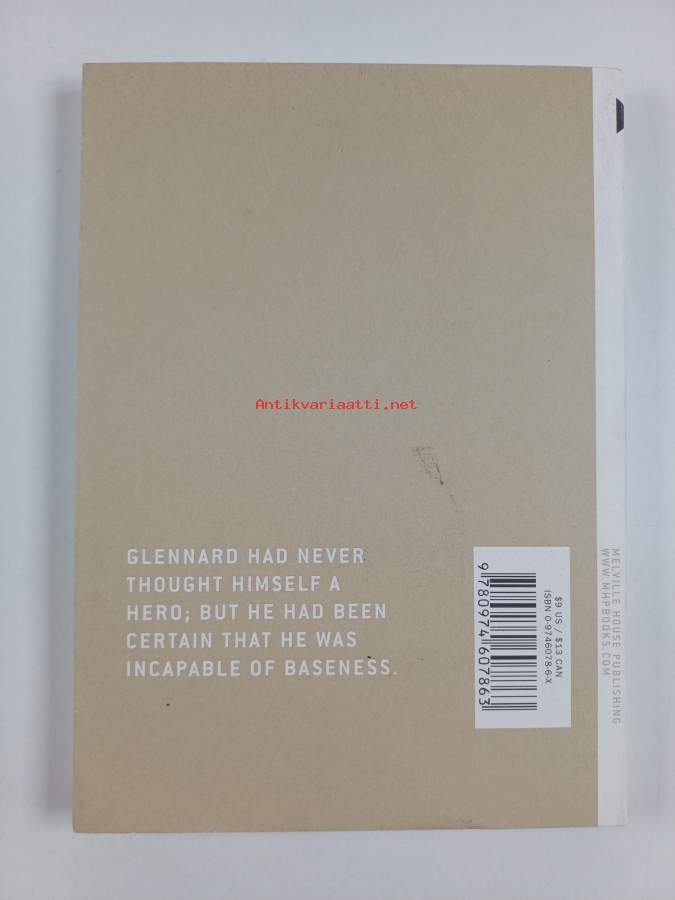 Antikvariaatti.net
GLENNARD HAD NEVER
THOUGHT HIMSELF A
HERO; BUT HE HAD BEEN
CERTAIN THAT HE WAS
INCAPABLE OF BASENESS.
$9 US / $13 CAN
ISBN 0-9746078-6-X
9780974607863
MELVILLE HOUSE PUBLISHING
WWW.MHPBOOKS.COM